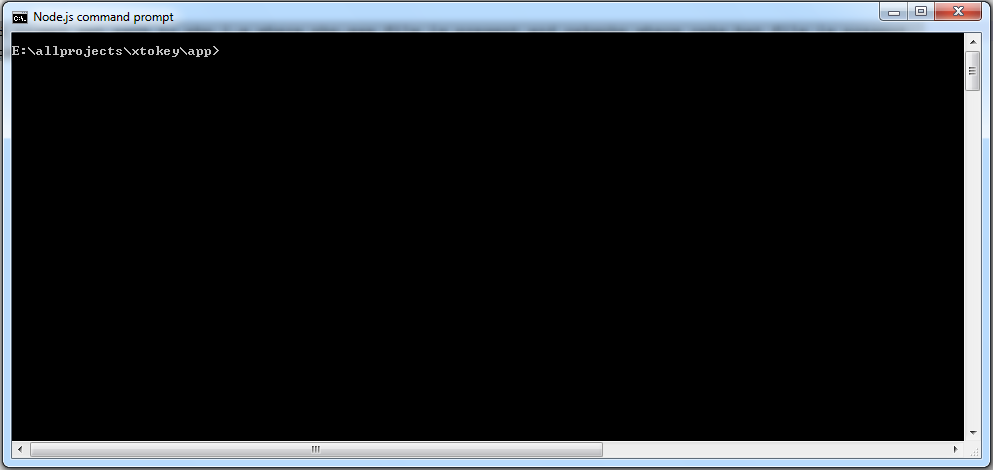 Node.js command prompt
E:\allprojects\xtokey\app>